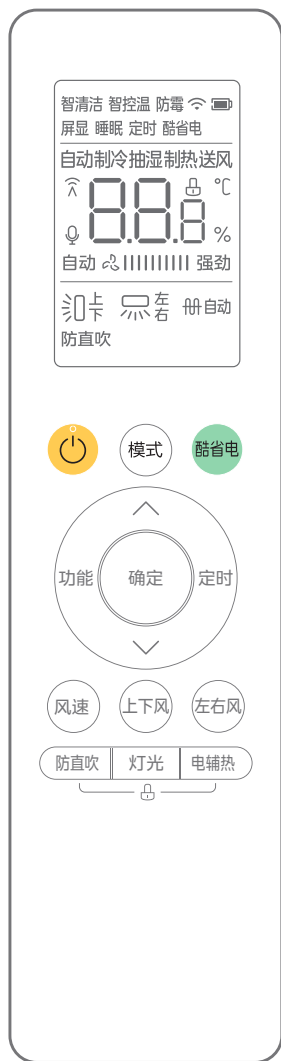 智清洁 智控温 防霉
屏显 睡眠 定时 酷省电
自动制冷抽湿制热送风
88.8 ℃
%
自动 强劲
上下 左右 自动
防直吹
模式 酷省电
功能 确定 定时
风速 上下风 左右风
防直吹 灯光 电辅热